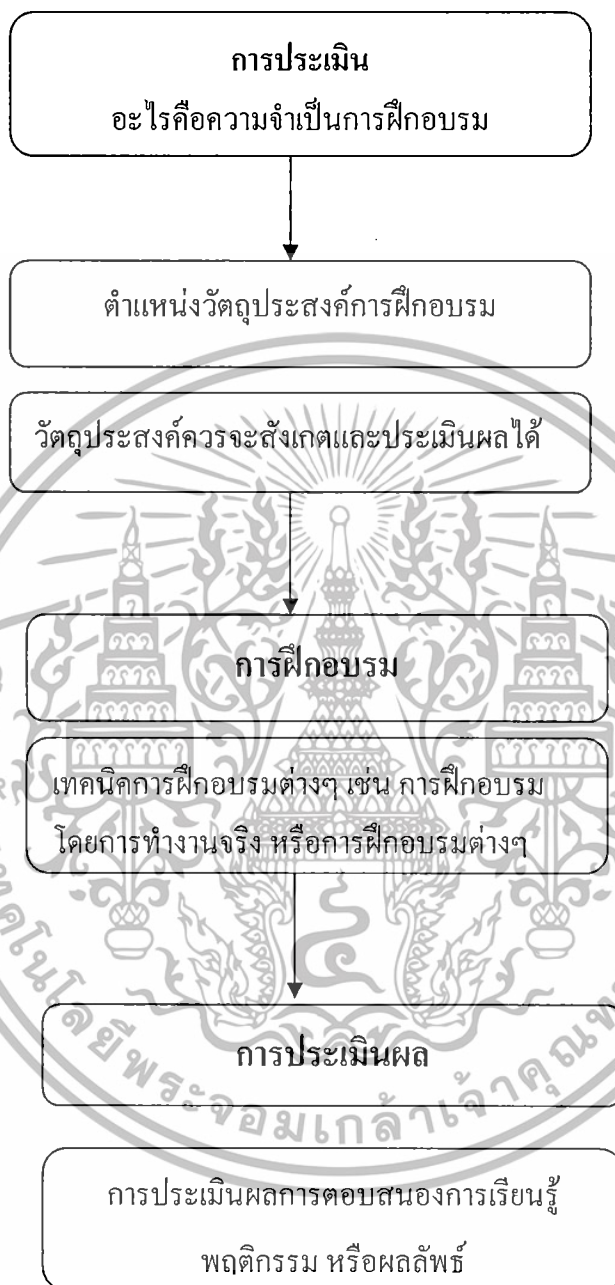 การประเมิน
อะไรคือความจำเป็นการฝึกอบรม
ตำแหน่งวัตถุประสงค์การฝึกอบรม
วัตถุประสงค์ควรจะสังเกตและประเมินผลได้
การฝึกอบรม
เทคนิคการฝึกอบรมต่างๆ เช่น การฝึกอบรม
โดยการทำงานจริง หรือการฝึกอบรมต่างๆ
การประเมินผล
การประเมินผลการตอบสนองการเรียนรู้
พฤติกรรม หรือผลลัพธ์